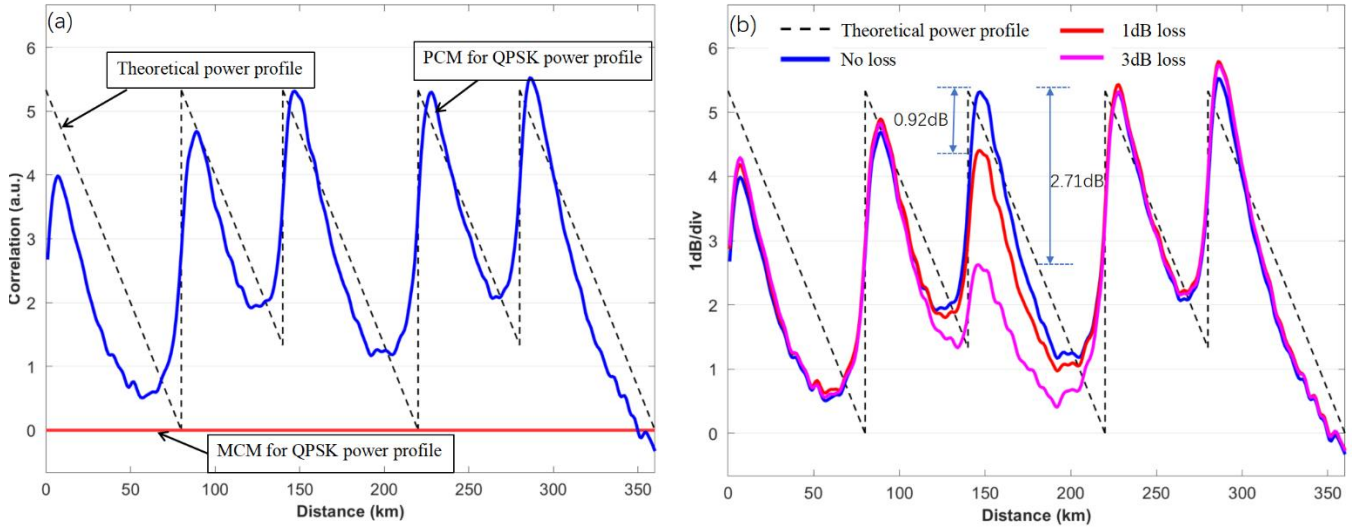 (a)
6
5
4
3
2
1
0
Correlation (a.u.)
Theoretical power profile
PCM for QPSK power profile
MCM for QPSK power profile
0 50 100 150 200 250 300 350
Distance (km)
(b)
Theoretical power profile
No loss
1dB loss
3dB loss
6
5
4
3
2
1
0
1dB/div
0.92dB
2.71dB
0 50 100 150 200 250 300 350
Distance (km)